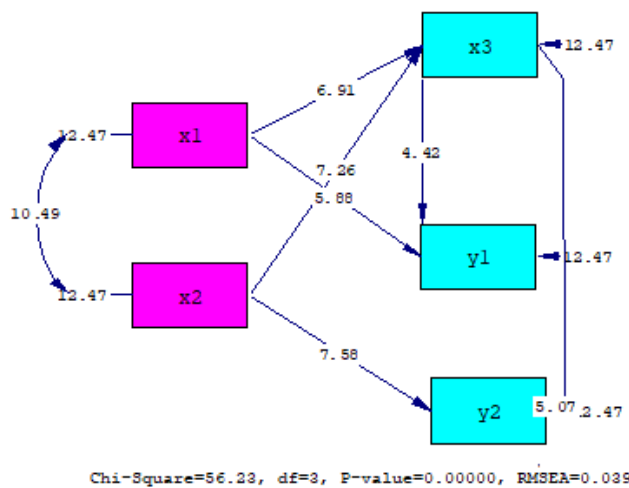 x3
12.47
6.91
12.47
x1
4.42
7.26
5.88
10.49
y1
12.47
12.47
x2
7.58
y2
5.07
2.47
Chi-Square=56.23, df=3, P-value=0.00000, RMSEA=0.039